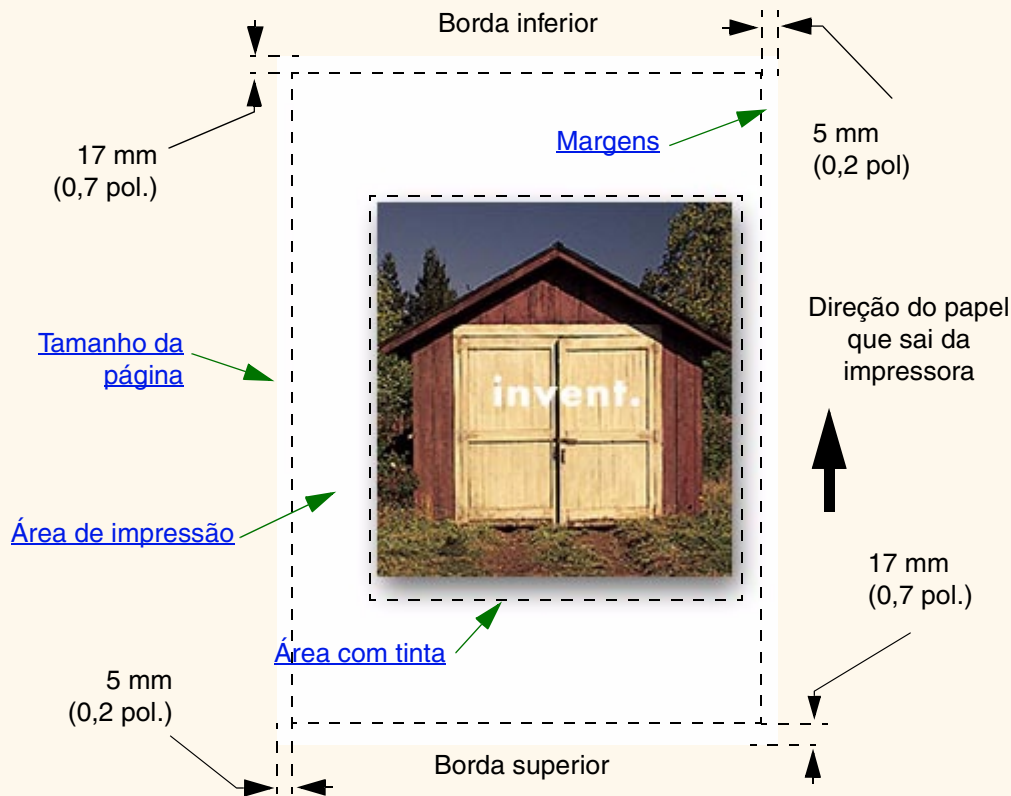 Borda inferior
Margens
5 mm
(0,2 pol)
17 mm
(0,7 pol.)
Direção do papel
que sai da
impressora
Tamanho da
página
invent.
Área de impressão
17 mm
(0,7 pol.)
Área com tinta
5 mm
(0,2 pol.)
Borda superior